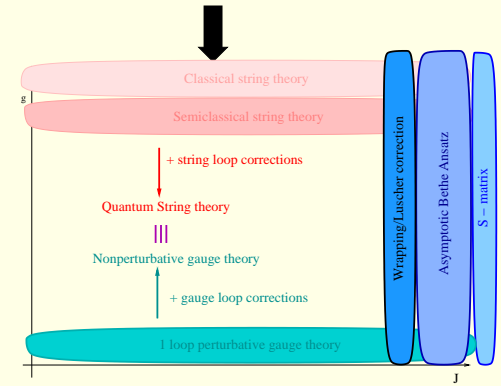 Classical string theory
g
Semiclassical string theory
+ string loop corrections
Quantum String theory
Nonperturbative gauge theory
+ gauge loop corrections
1 loop perturbative gauge theory
J
Wrapping/Luscher correction
Asymptotic Bethe Ansatz
S - matrix